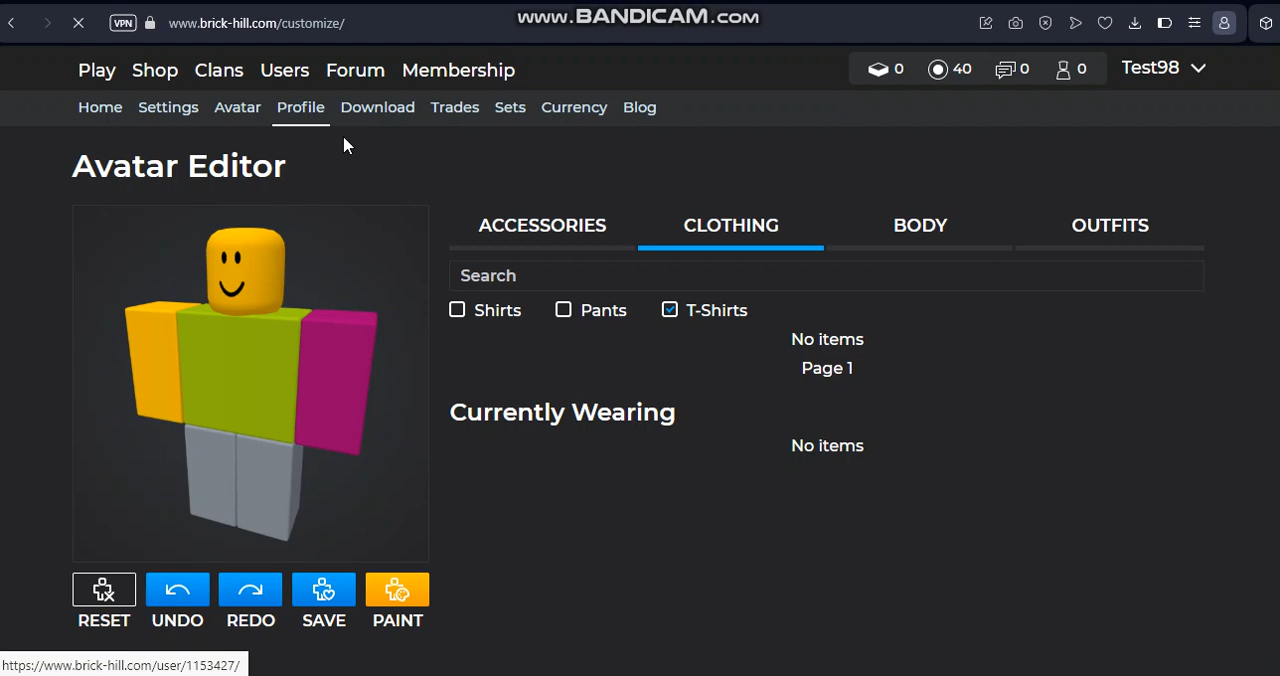 www.BANDICAM.com
VPN www.brick-hill.com/customize/
Play Shop Clans Users Forum Membership 0 40 0 0 Test98
Home Settings Avatar Profile Download Trades Sets Currency Blog
Avatar Editor
ACCESSORIES CLOTHING BODY OUTFITS
Search
Shirts Pants T-Shirts
No items
Page 1
Currently Wearing
No items
RESET UNDO REDO SAVE PAINT
https://www.brick-hill.com/user/1153427/